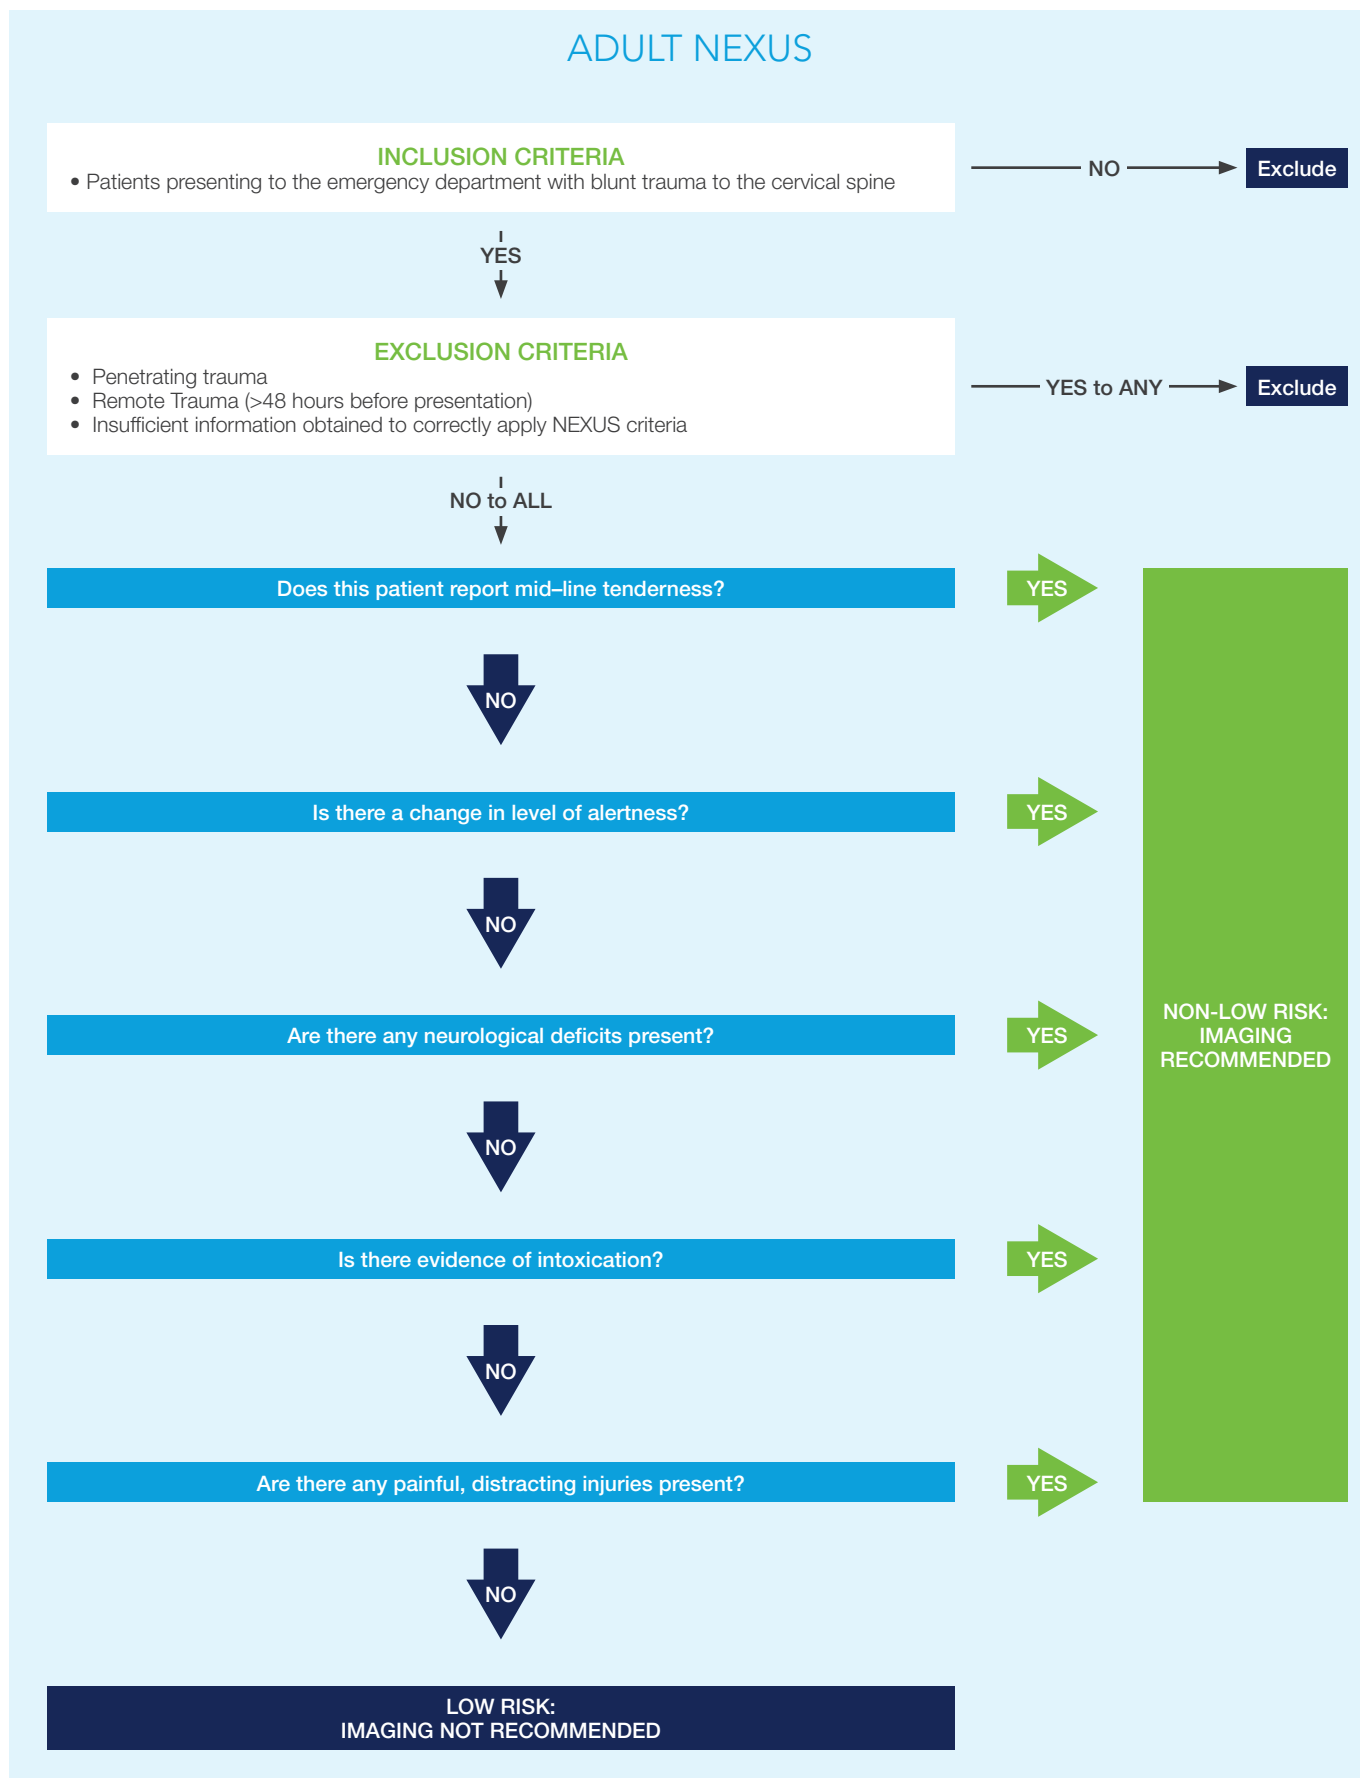 ADULT NEXUS
INCLUSION CRITERIA
• Patients presenting to the emergency department with blunt trauma to the cervical spine
NO
Exclude
YES
EXCLUSION CRITERIA
• Penetrating trauma
• Remote Trauma (>48 hours before presentation)
• Insufficient information obtained to correctly apply NEXUS criteria
YES to ANY
Exclude
NO to ALL
Does this patient report mid–line tenderness?
YES
NO
Is there a change in level of alertness?
YES
NO
Are there any neurological deficits present?
YES
NON-LOW RISK:
IMAGING
RECOMMENDED
NO
Is there evidence of intoxication?
YES
NO
Are there any painful, distracting injuries present?
YES
NO
LOW RISK:
IMAGING NOT RECOMMENDED